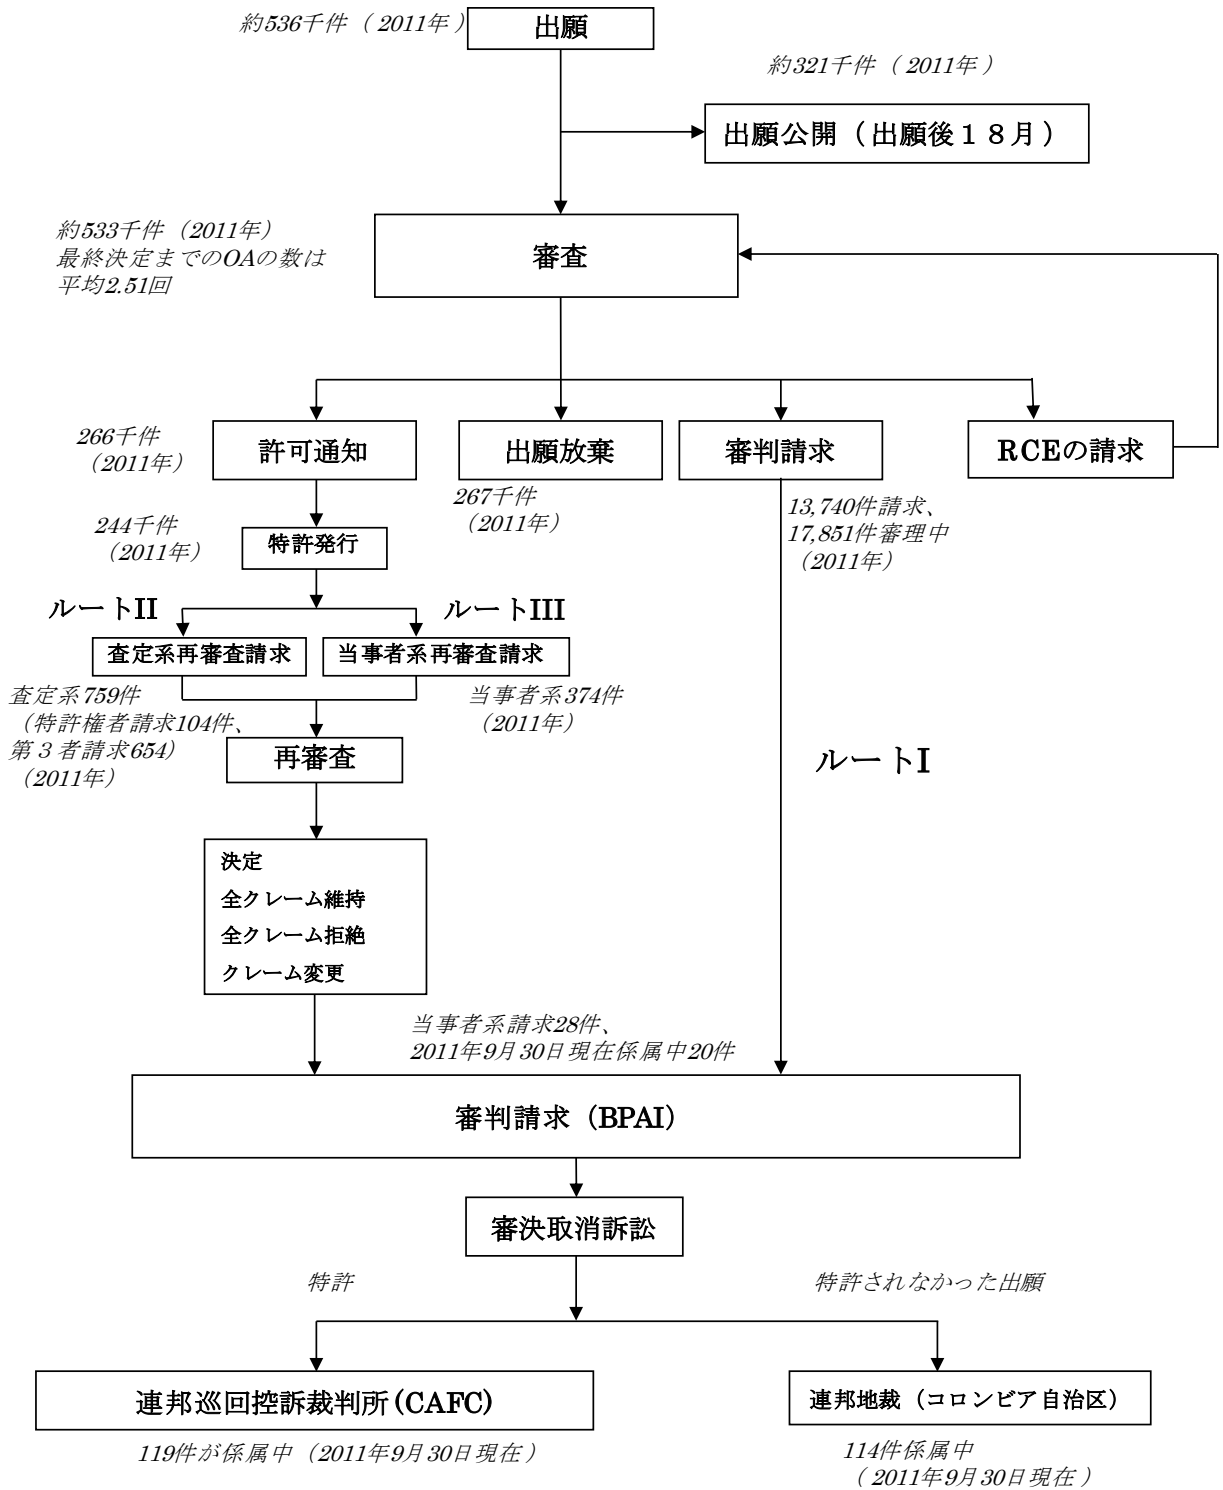 約536千件（2011年）
出願
約321千件（2011年）
出願公開（出願後１８月）
約533千件（2011年）
最終決定までのOAの数は
平均2.51回
審査
266千件
（2011年）
許可通知
出願放棄
審判請求
RCEの請求
267千件
（2011年）
13,740件請求、
17,851件審理中
（2011年）
244千件
（2011年）
特許発行
ルートII
ルートIII
査定系再審査請求
当事者系再審査請求
査定系759件
（特許権者請求104件、
第３者請求654）
（2011年）
当事者系374件
（2011年）
再審査
ルートI
決定
全クレーム維持
全クレーム拒絶
クレーム変更
当事者系請求28件、
2011年9月30日現在係属中20件
審判請求（BPAI）
審決取消訴訟
特許
特許されなかった出願
連邦巡回控訴裁判所(CAFC)
連邦地裁（コロンビア自治区）
119件が係属中（2011年9月30日現在）
114件係属中
（2011年9月30日現在）